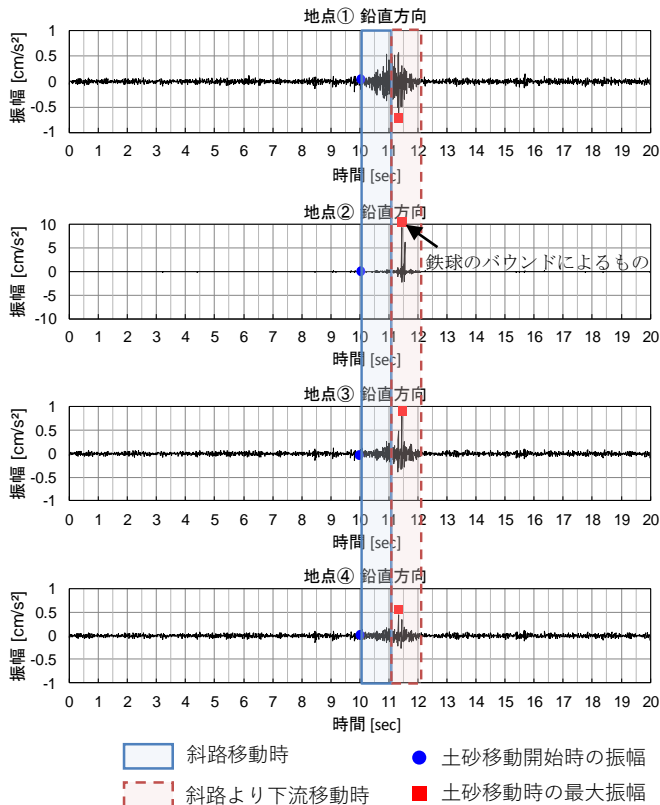 地点① 鉛直方向
振幅 [cm/s²]
1
0.5
0
-0.5
-1
0 1 2 3 4 5 6 7 8 9 10 11 12 13 14 15 16 17 18 19 20
時間 [sec]
地点② 鉛直方向
振幅 [cm/s²]
10
5
0
-5
-10
鉄球のバウンドによるもの
0 1 2 3 4 5 6 7 8 9 10 11 12 13 14 15 16 17 18 19 20
時間 [sec]
地点③ 鉛直方向
振幅 [cm/s²]
1
0.5
0
-0.5
-1
0 1 2 3 4 5 6 7 8 9 10 11 12 13 14 15 16 17 18 19 20
時間 [sec]
地点④ 鉛直方向
振幅 [cm/s²]
1
0.5
0
-0.5
-1
0 1 2 3 4 5 6 7 8 9 10 11 12 13 14 15 16 17 18 19 20
時間 [sec]
斜路移動時
土砂移動開始時の振幅
斜路より下流移動時
土砂移動時の最大振幅